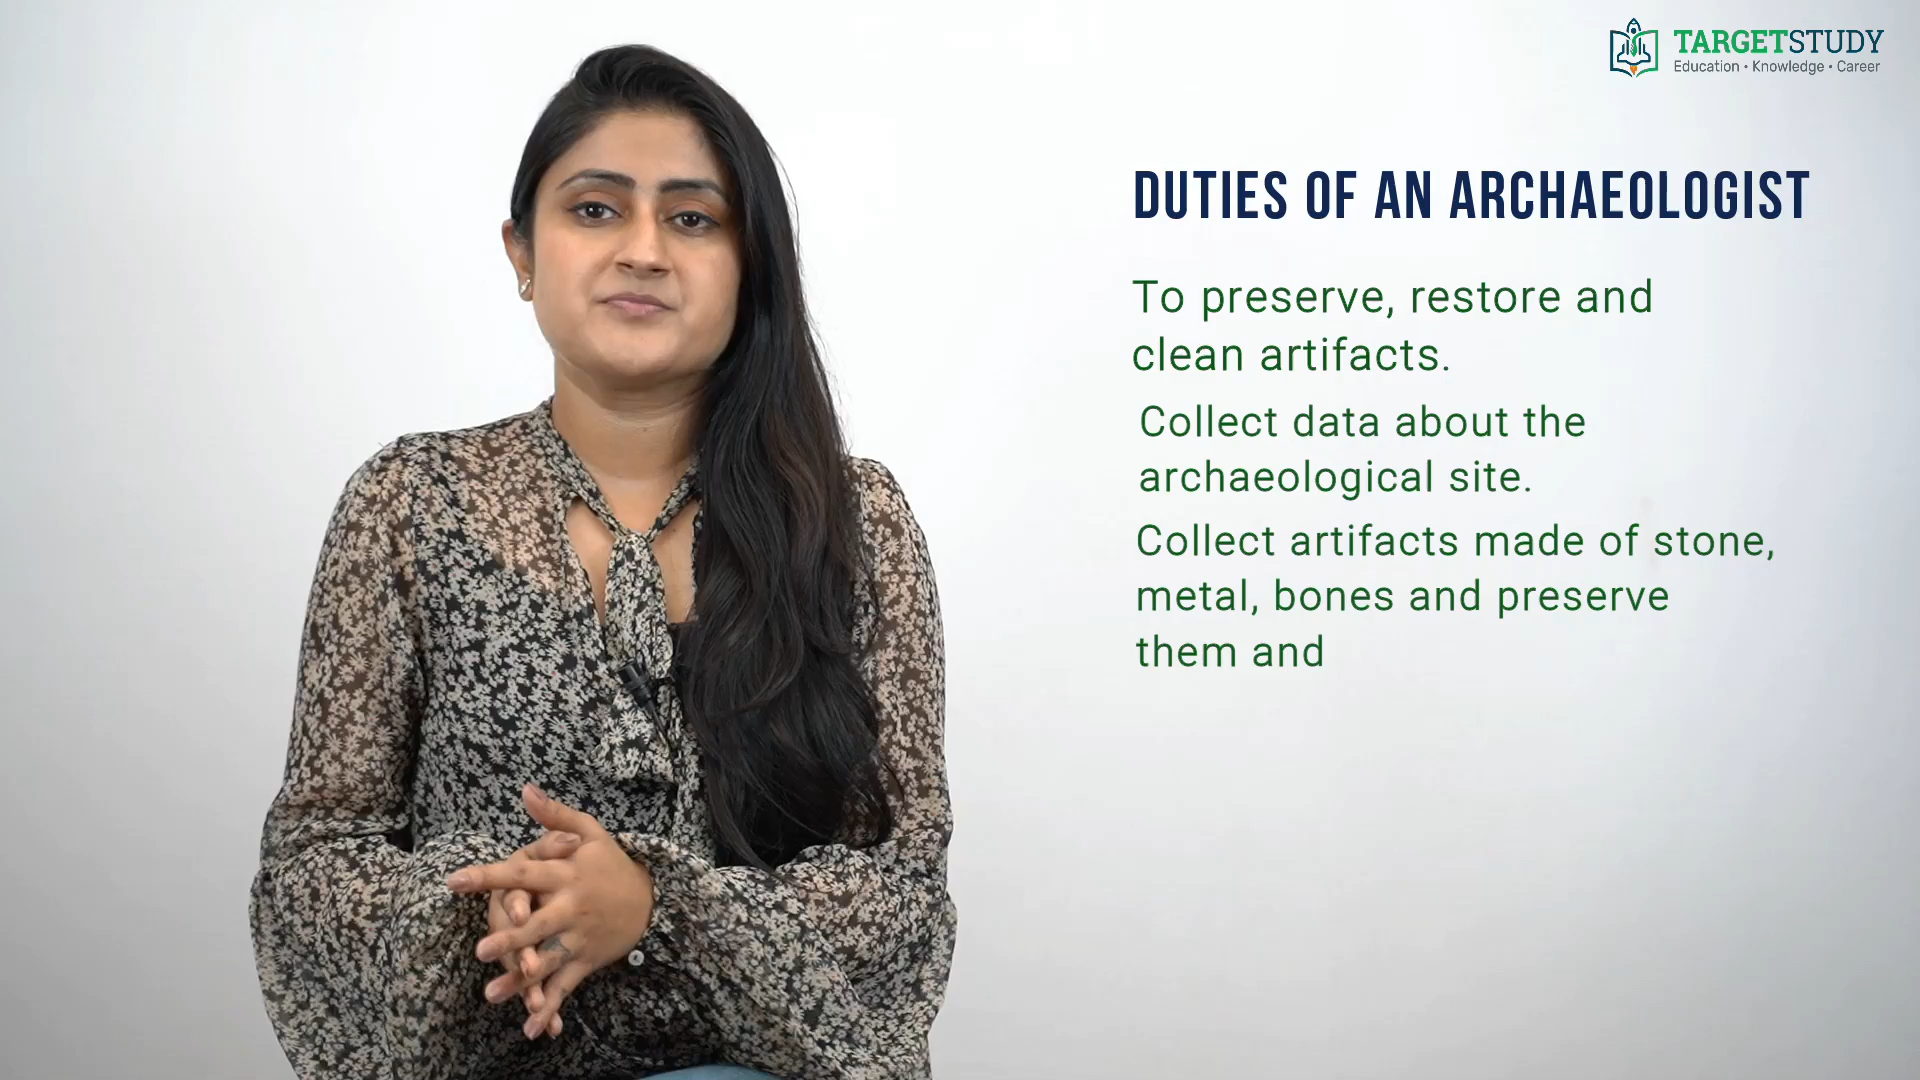 TARGETSTUDY
Education • Knowledge • Career
DUTIES OF AN ARCHAEOLOGIST
To preserve, restore and
clean artifacts.
Collect data about the
archaeological site.
Collect artifacts made of stone,
metal, bones and preserve
them and